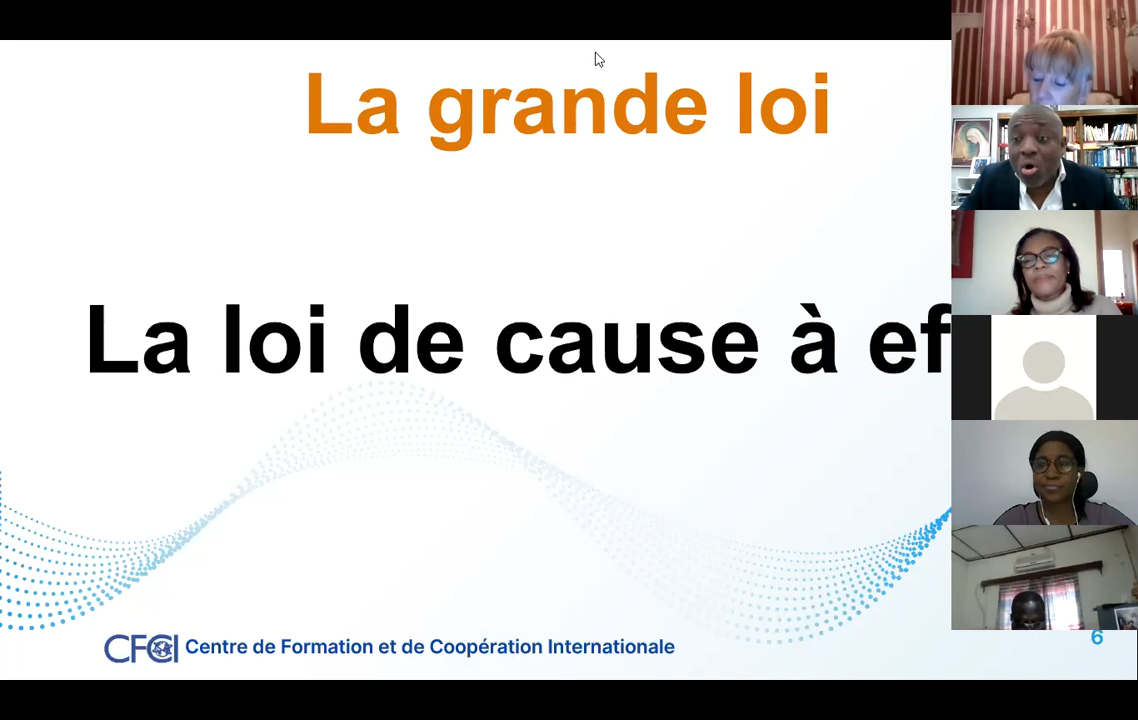 La grande loi
La loi de cause à ef
CFCI Centre de Formation et de Coopération Internationale
6